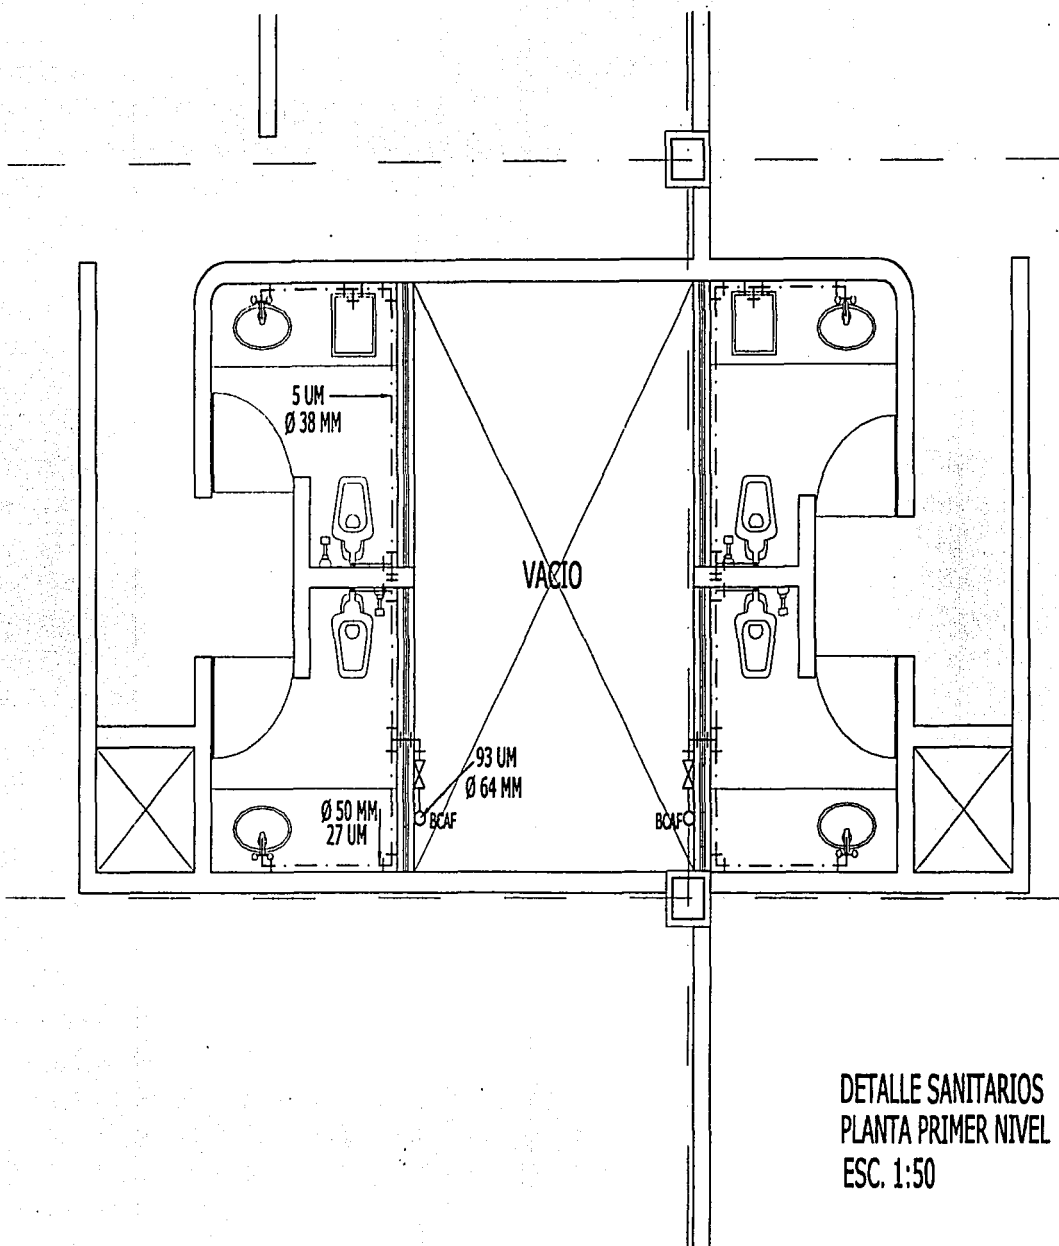 5 UM
Ø 38 MM
VACIO
93 UM
Ø 64 MM
Ø 50 MM
27 UM
BCAF
BCAF
DETALLE SANITARIOS
PLANTA PRIMER NIVEL
ESC. 1:50